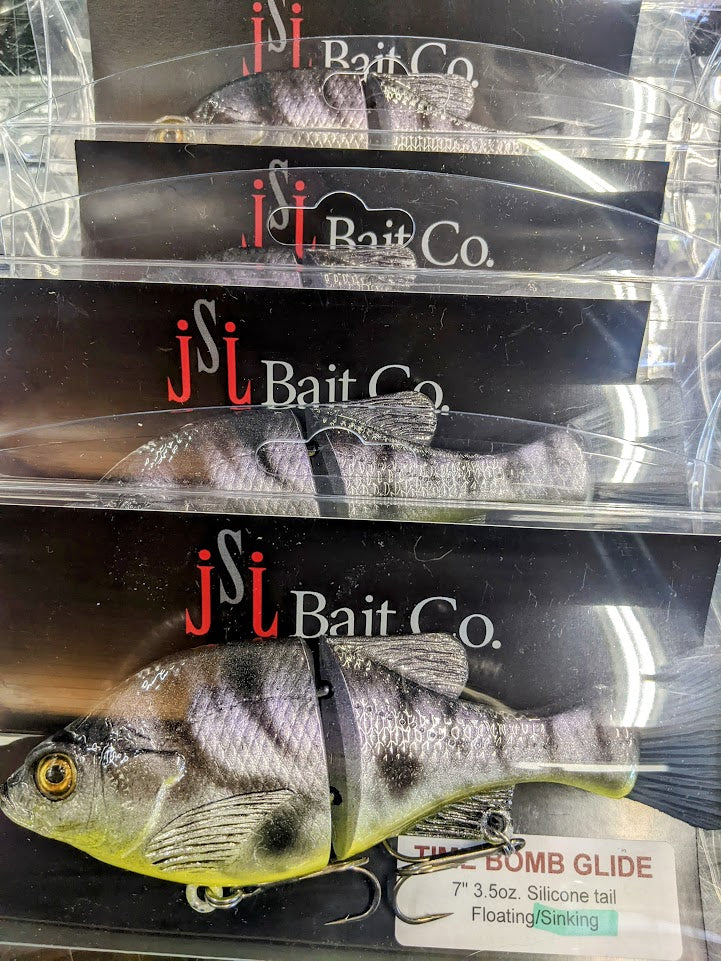 jSj Bait Co.
jSj Bait Co.
jSj Bait Co.
jSj Bait Co.
TIME BOMB GLIDE
7" 3.5oz. Silicone tail
Floating/Sinking